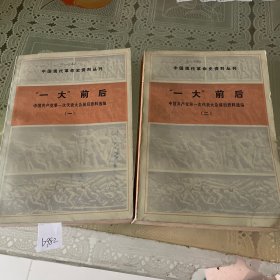 中国现代革命史资料丛刊
“一大”前后
中国共产党第一次代表大会前后资料选编
（一）
中国现代革命史资料丛刊
“一大”前后
中国共产党第一次代表大会前后资料选编
（二）